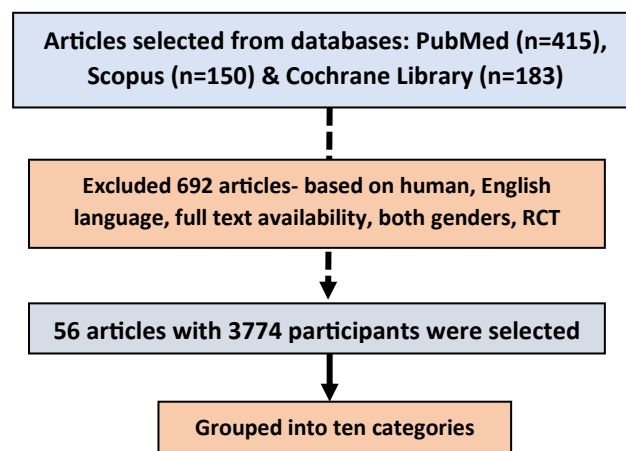 Articles selected from databases: PubMed (n=415),
Scopus (n=150) & Cochrane Library (n=183)
Excluded 692 articles- based on human, English
language, full text availability, both genders, RCT
56 articles with 3774 participants were selected
Grouped into ten categories